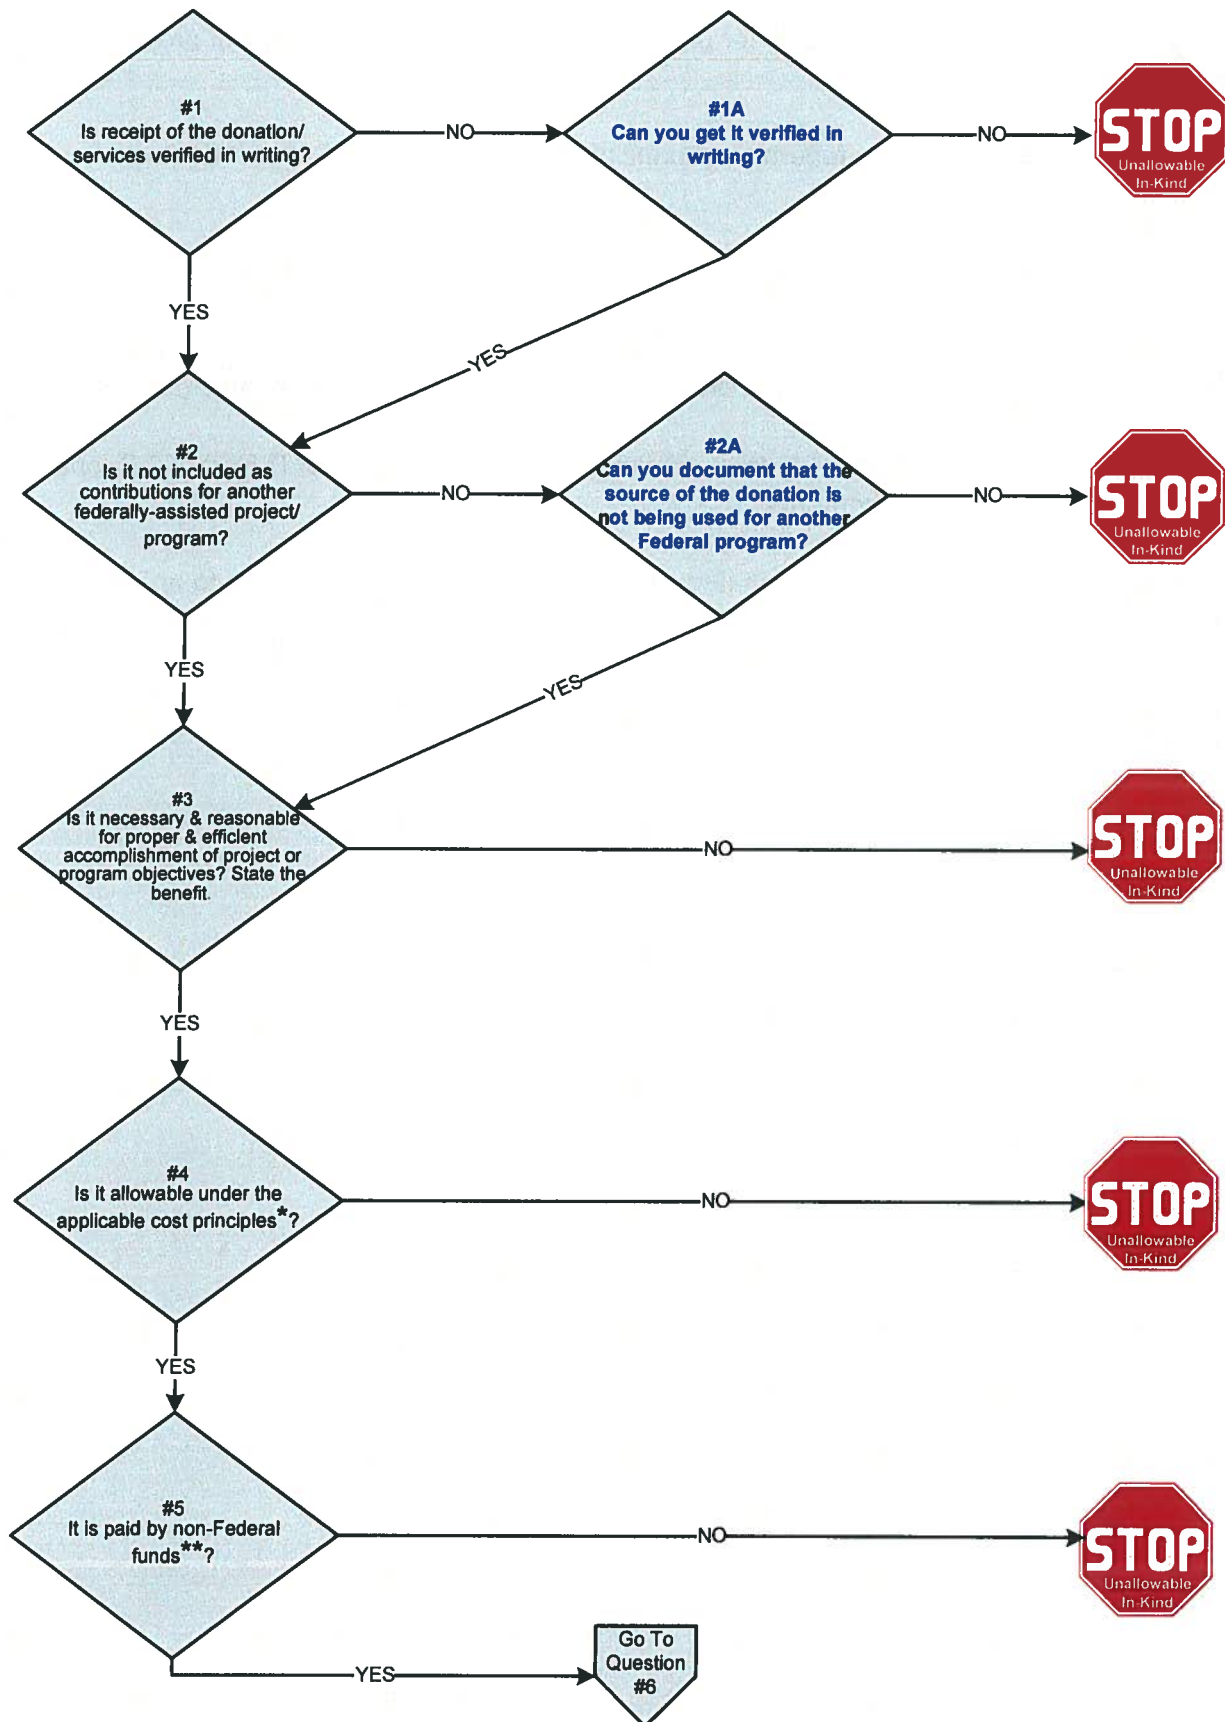 #1
Is receipt of the donation/
services verified in writing?
NO
#1A
Can you get it verified in
writing?
NO
STOP
Unallowable
In-Kind
YES
YES
#2
Is it not included as
contributions for another
federally-assisted project/
program?
NO
#2A
Can you document that the
source of the donation is
not being used for another
Federal program?
NO
STOP
Unallowable
In-Kind
YES
YES
#3
Is it necessary & reasonable
for proper & efficient
accomplishment of project or
program objectives? State the
benefit.
NO
STOP
Unallowable
In-Kind
YES
#4
Is it allowable under the
applicable cost principles*?
NO
STOP
Unallowable
In-Kind
YES
#5
It is paid by non-Federal
funds**?
NO
STOP
Unallowable
In-Kind
YES
Go To
Question
#6